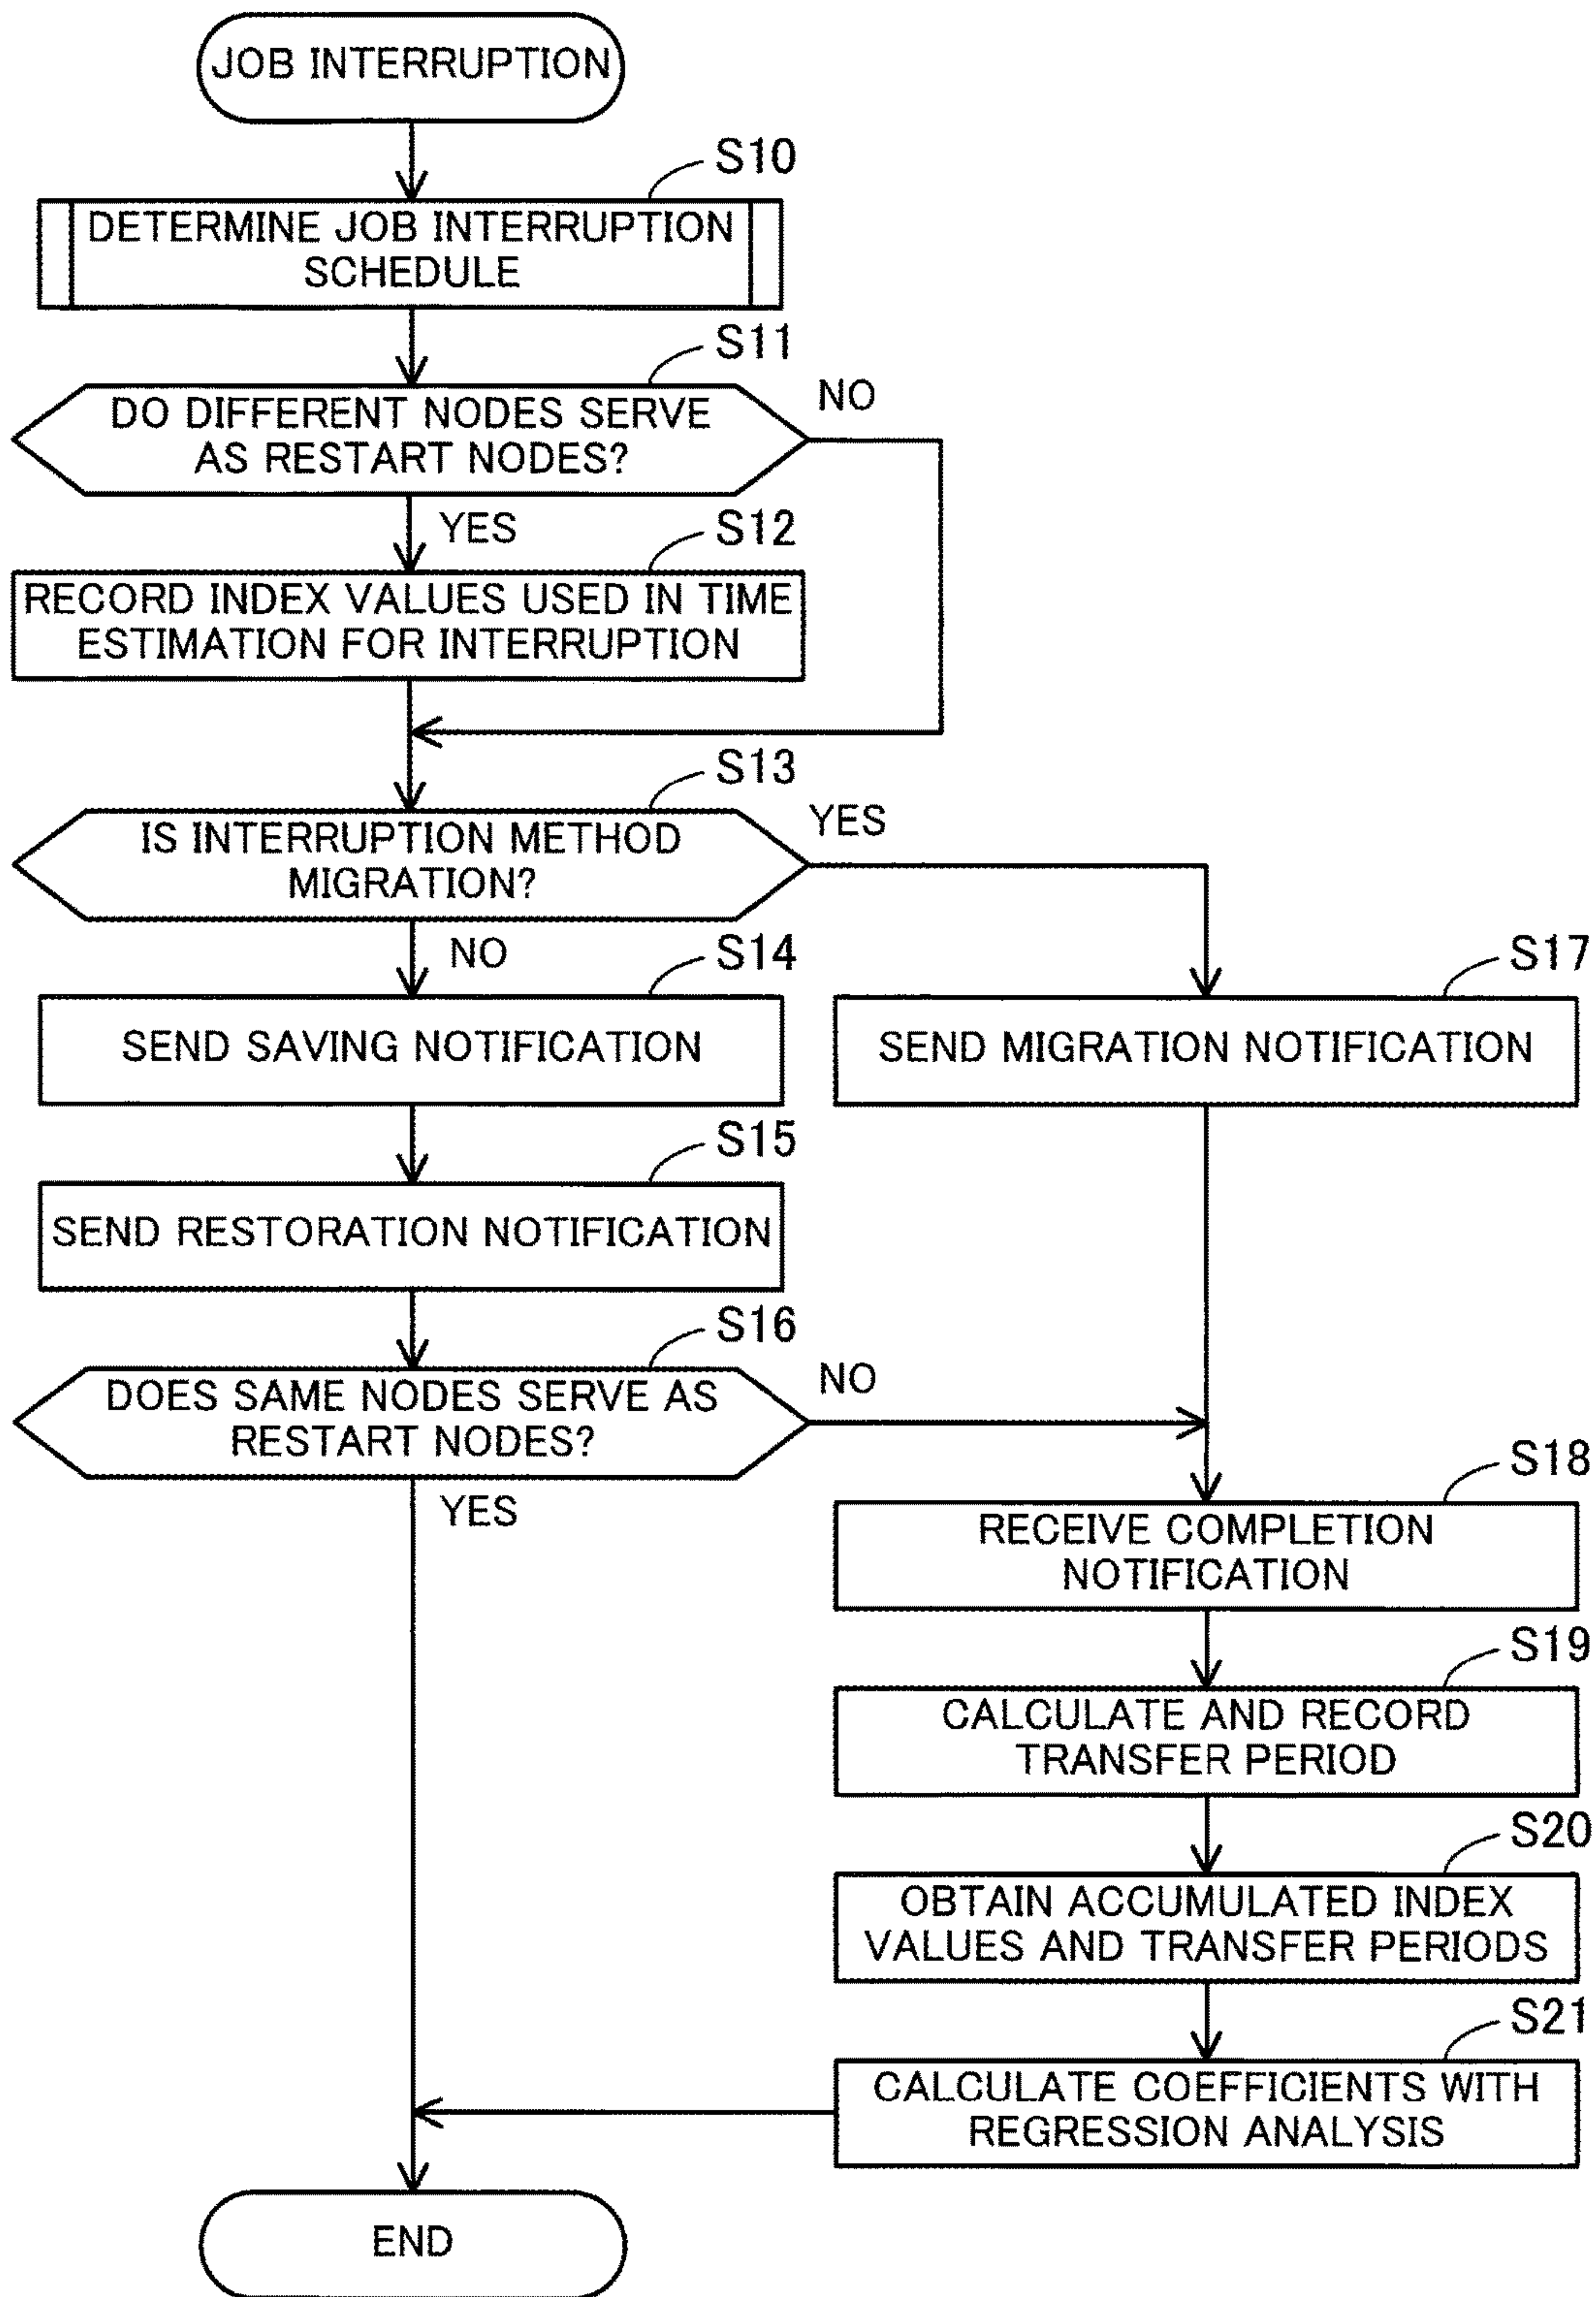 JOB INTERRUPTION
S10
DETERMINE JOB INTERRUPTION
SCHEDULE
S11
DO DIFFERENT NODES SERVE
AS RESTART NODES?
NO
YES
S12
RECORD INDEX VALUES USED IN TIME
ESTIMATION FOR INTERRUPTION
S13
IS INTERRUPTION METHOD
MIGRATION?
YES
NO
S14
SEND SAVING NOTIFICATION
S17
SEND MIGRATION NOTIFICATION
S15
SEND RESTORATION NOTIFICATION
S16
DOES SAME NODES SERVE AS
RESTART NODES?
NO
YES
S18
RECEIVE COMPLETION
NOTIFICATION
S19
CALCULATE AND RECORD
TRANSFER PERIOD
S20
OBTAIN ACCUMULATED INDEX
VALUES AND TRANSFER PERIODS
S21
CALCULATE COEFFICIENTS WITH
REGRESSION ANALYSIS
END